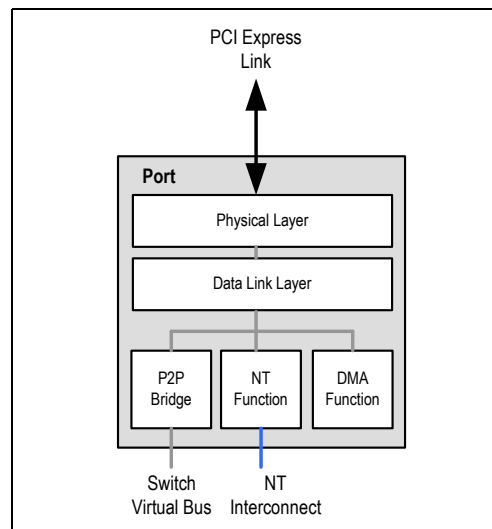 PCI Express
Link
Port
Physical Layer
Data Link Layer
P2P
Bridge
NT
Function
DMA
Function
Switch
Virtual Bus
NT
Interconnect